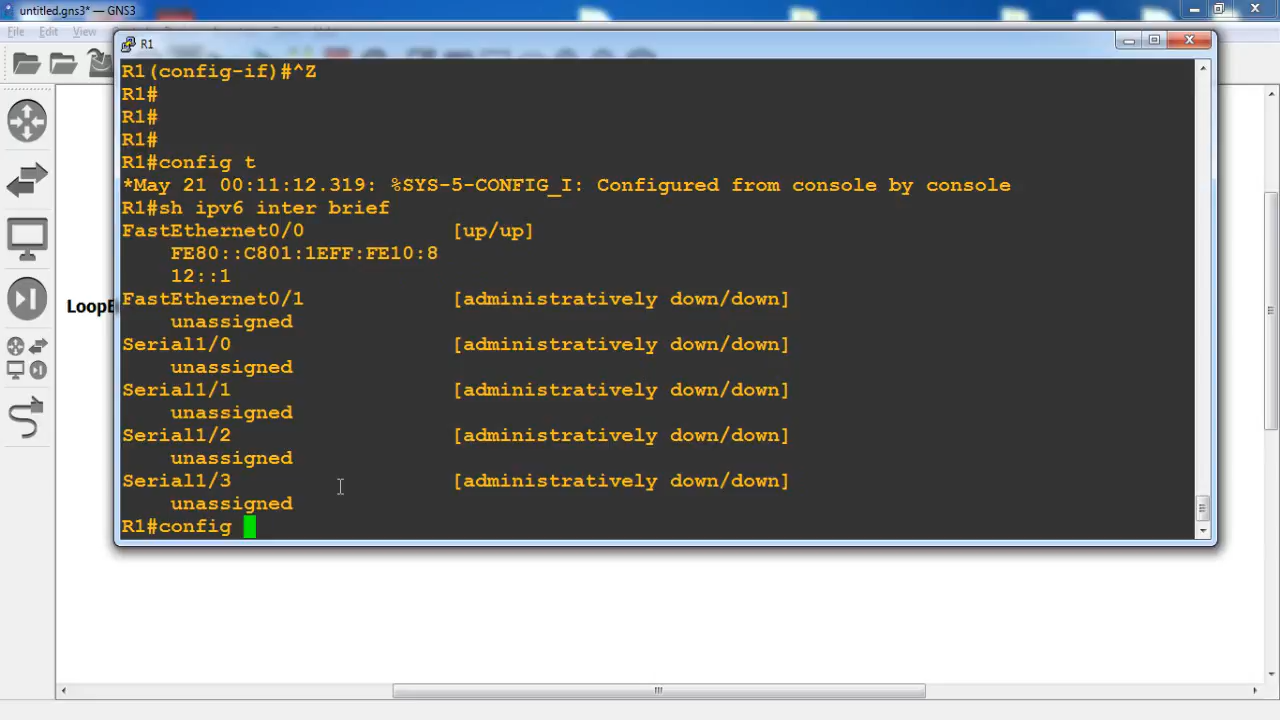 untitled.gns3* — GNS3
File Edit View
R1
R1(config-if)#^Z
R1#
R1#
R1#
R1#config t
*May 21 00:11:12.319: %SYS-5-CONFIG_I: Configured from console by console
R1#sh ipv6 inter brief
FastEthernet0/0 [up/up]
FE80::C801:1EFF:FE10:8
12::1
FastEthernet0/1 [administratively down/down]
unassigned
Serial1/0 [administratively down/down]
unassigned
Serial1/1 [administratively down/down]
unassigned
Serial1/2 [administratively down/down]
unassigned
Serial1/3 [administratively down/down]
unassigned
R1#config